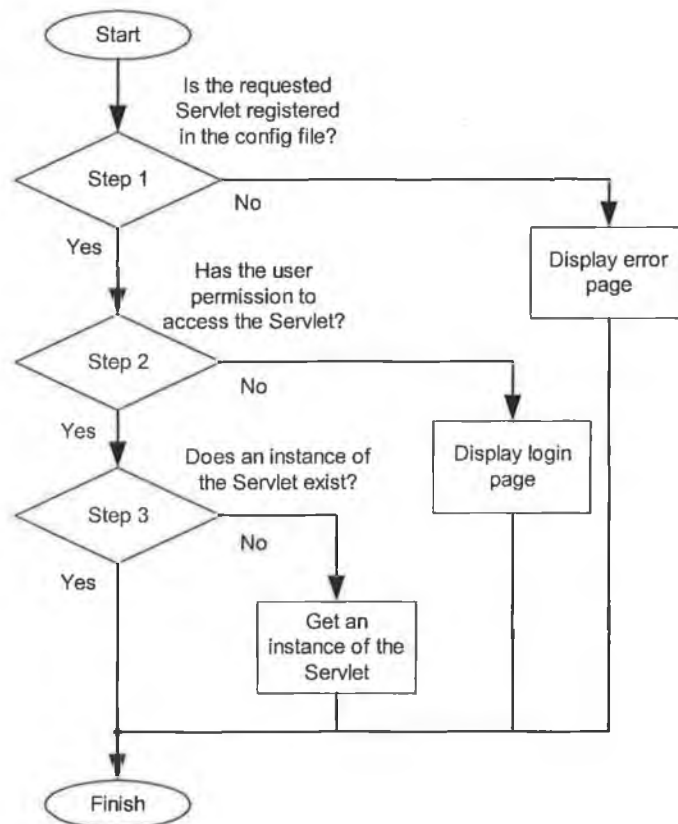 Start
Is the requested
Servlet registered
in the config file?
Step 1
No
Yes
Display error
page
Has the user
permission to
access the Servlet?
Step 2
No
Yes
Display login
page
Does an instance of
the Servlet exist?
Step 3
No
Yes
Get an
instance of the
Servlet
Finish